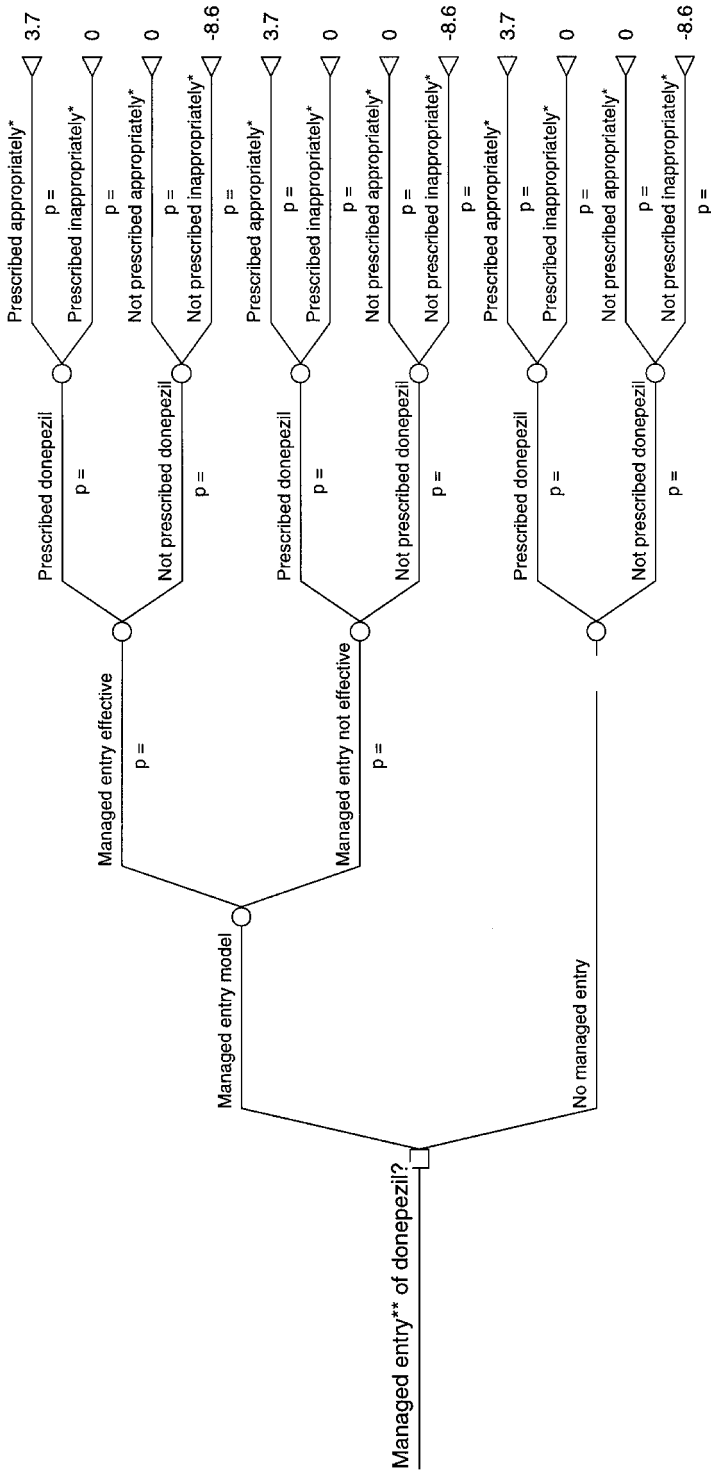 Managed entry** of donepezil?
Managed entry model
Managed entry effective
p =
Prescribed donepezil
p =
Prescribed appropriately*
p =
3.7
Prescribed inappropriately*
p =
0
Not prescribed donepezil
p =
Not prescribed appropriately*
p =
0
Not prescribed inappropriately*
p =
-8.6
Managed entry not effective
p =
Prescribed donepezil
p =
Prescribed appropriately*
p =
3.7
Prescribed inappropriately*
p =
0
Not prescribed donepezil
p =
Not prescribed appropriately*
p =
0
Not prescribed inappropriately*
p =
-8.6
No managed entry
Prescribed donepezil
p =
Prescribed appropriately*
p =
3.7
Prescribed inappropriately*
p =
0
Not prescribed donepezil
p =
Not prescribed appropriately*
p =
0
Not prescribed inappropriately*
p =
-8.6